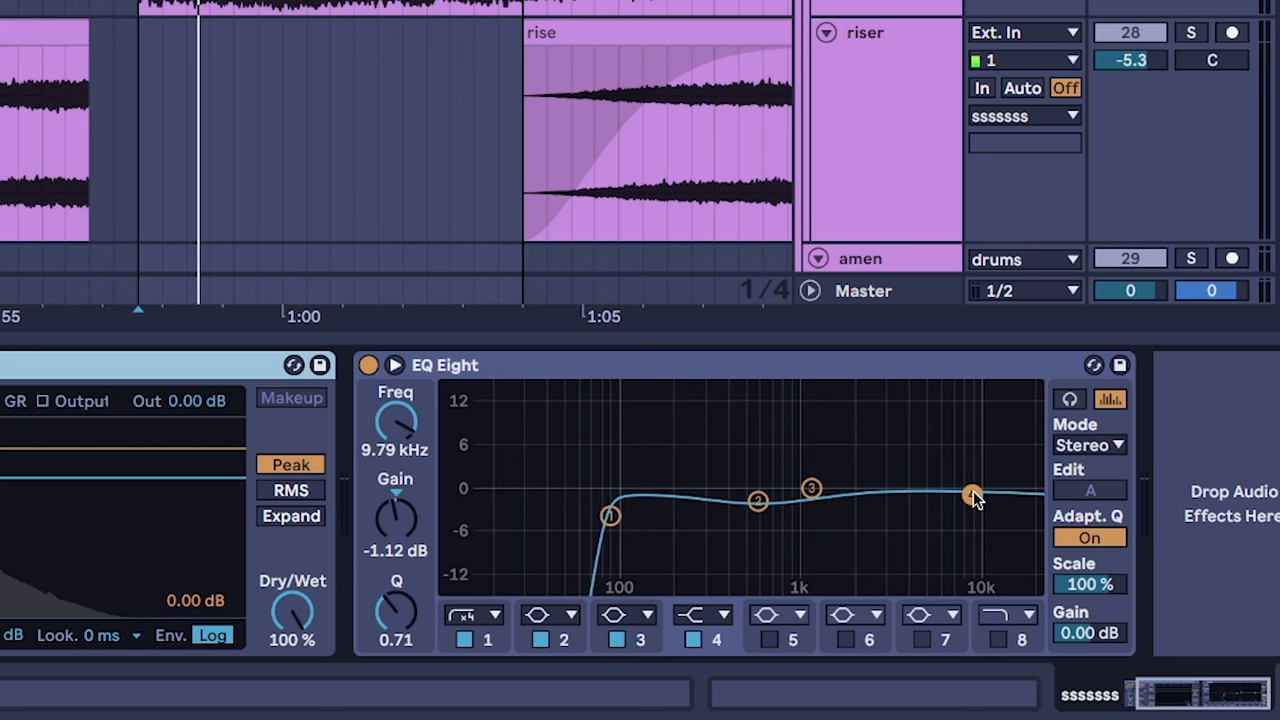 rise
riser
Ext. In
28
S
1
-5.3
C
In Auto Off
sssssss
amen
drums
29
S
1/4
Master
1/2
0
0
:55
1:00
1:05
EQ Eight
GR Output Out 0.00 dB
Makeup
Peak
RMS
Expand
0.00 dB
Dry/Wet
100 %
dB Look. 0 ms Env. Log
Freq
9.79 kHz
Gain
-1.12 dB
Q
0.71
12
6
0
-6
-12
1
2
3
100 1k 10k
1 2 3 4 5 6 7 8
x4
Mode
Stereo
Edit
A
Adapt. Q
On
Scale
100 %
Gain
0.00 dB
Drop Audio
Effects Here
sssssss